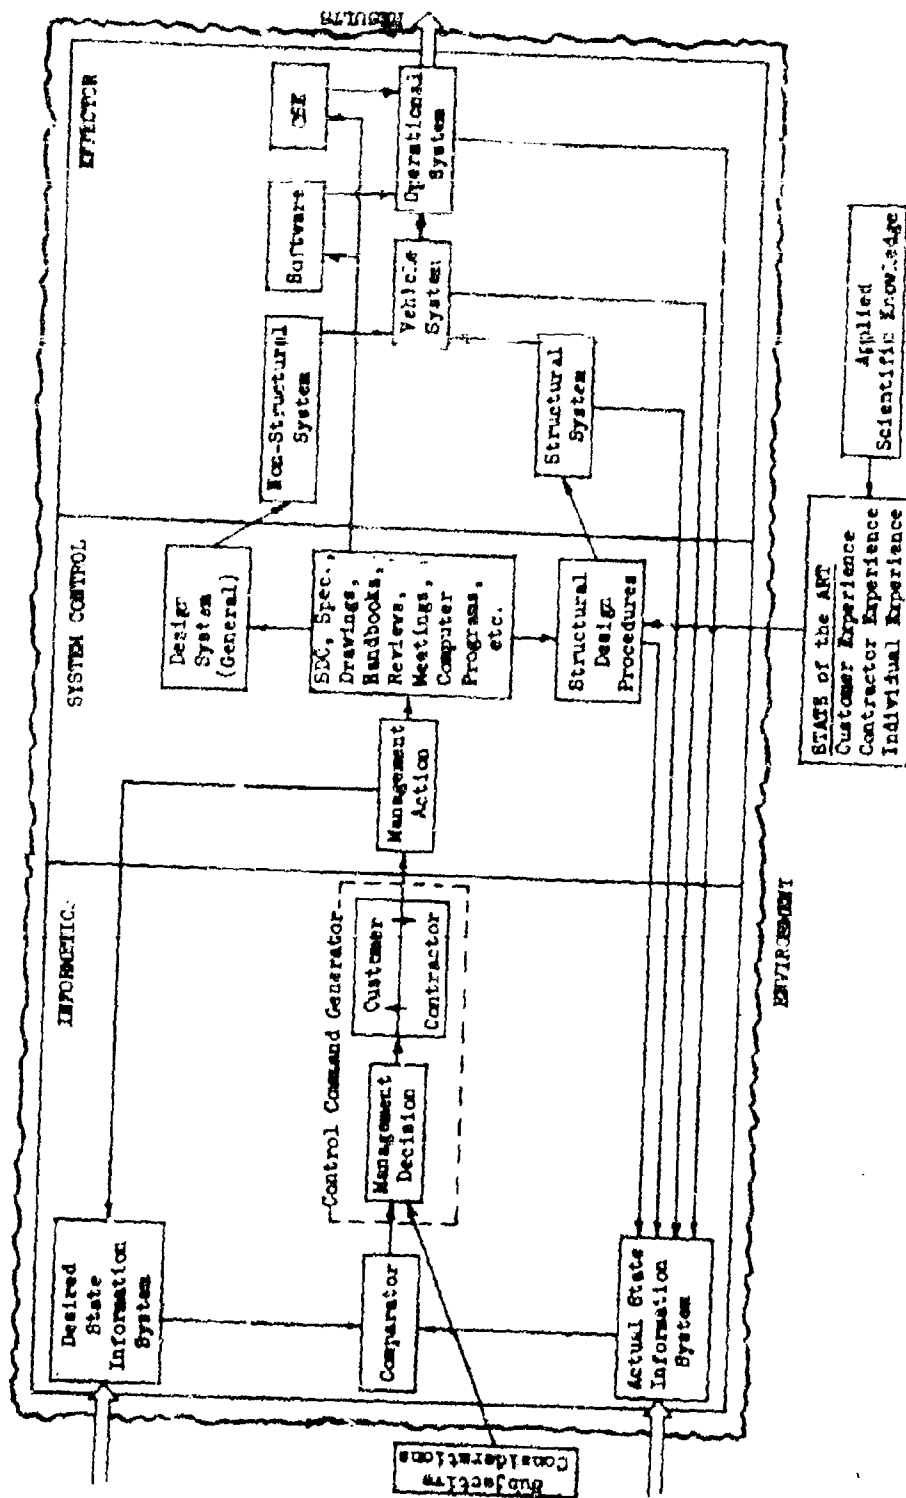 INFORMETIC
SYSTEM CONTROL
EFFECTOR
RESULTS
Desired
State
Information
System
Comparator
Actual State
Information
System
Subjective
Considerations
Control Command Generator
Management
Decision
Customer
Contractor
Management
Action
Design
System
(General)
SDC, Spec.,
Drawings,
Handbooks,
Reviews,
Meetings,
Computer
Programs,
etc.
Structural
Design
Procedures
Non-Structural
System
Structural
System
Software
Vehicle
System
Operational
System
ENVIRONMENT
STATE of the ART
Customer Experience
Contractor Experience
Individual Experience
Applied
Scientific Knowledge